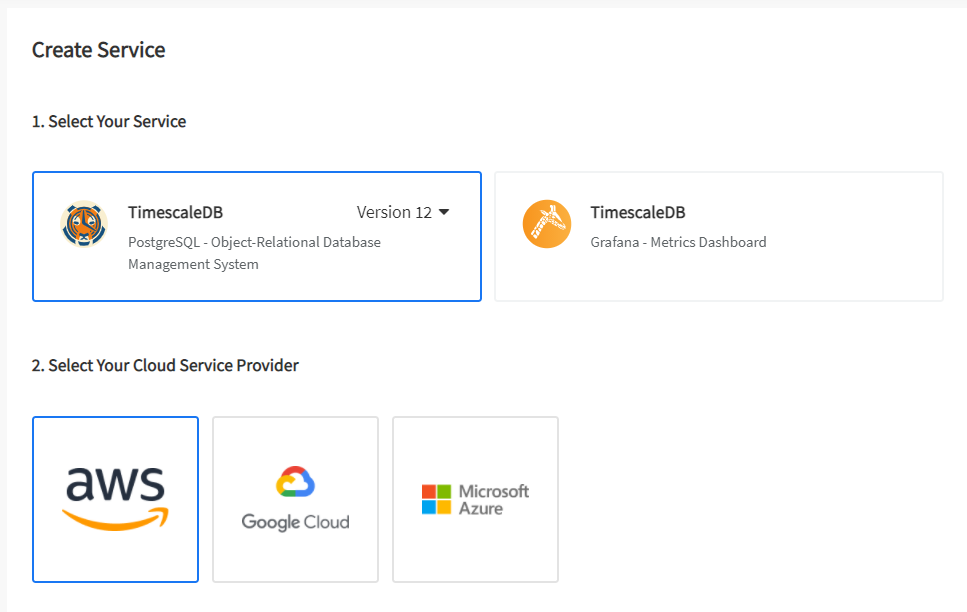 Create Service
1. Select Your Service
TimescaleDB
Version 12
PostgreSQL - Object-Relational Database
Management System
TimescaleDB
Grafana - Metrics Dashboard
2. Select Your Cloud Service Provider
aws
Google Cloud
Microsoft
Azure